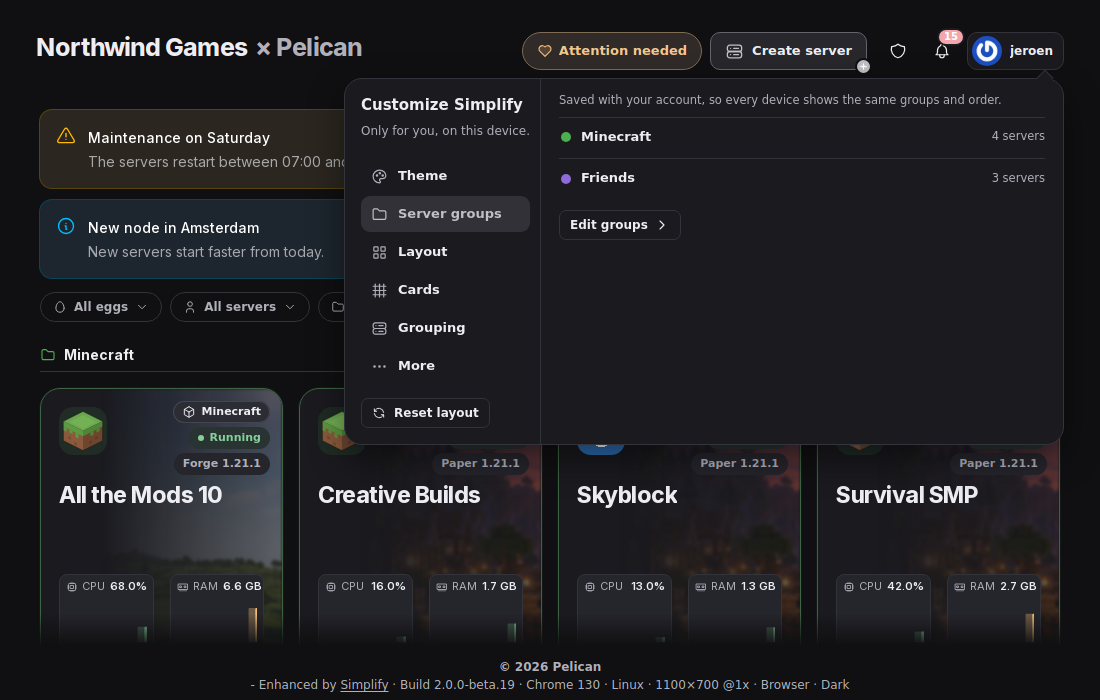 Northwind Games × Pelican
Attention needed
Create server
15
jeroen
Maintenance on Saturday
The servers restart between 07:00 and
New node in Amsterdam
New servers start faster from today.
All eggs
All servers
Customize Simplify
Only for you, on this device.
Theme
Server groups
Layout
Cards
Grouping
More
Reset layout
Saved with your account, so every device shows the same groups and order.
Minecraft 4 servers
Friends 3 servers
Edit groups
Minecraft
Minecraft
Running
Forge 1.21.1
All the Mods 10
CPU 68.0%
RAM 6.6 GB
Paper 1.21.1
Creative Builds
CPU 16.0%
RAM 1.7 GB
Paper 1.21.1
Skyblock
CPU 13.0%
RAM 1.3 GB
Paper 1.21.1
Survival SMP
CPU 42.0%
RAM 2.7 GB
© 2026 Pelican
- Enhanced by Simplify · Build 2.0.0-beta.19 · Chrome 130 · Linux · 1100×700 @1x · Browser · Dark